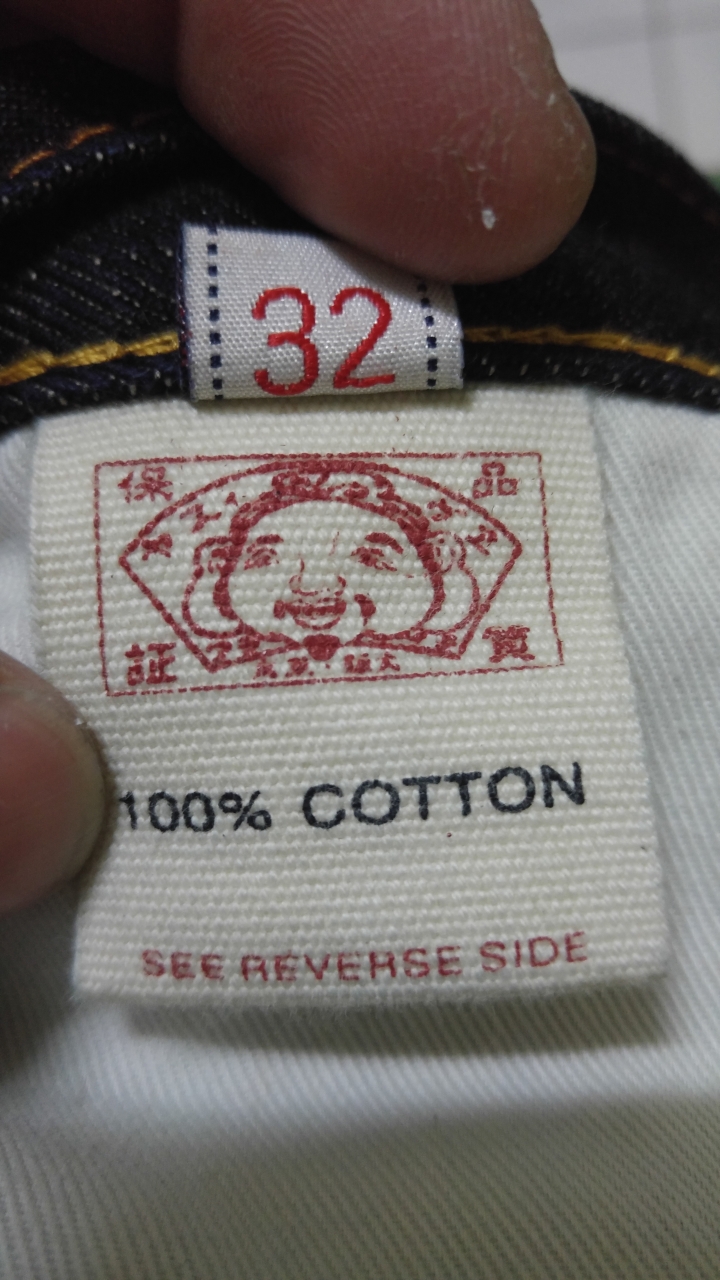 32
保 品
証 質
100% COTTON
SEE REVERSE SIDE